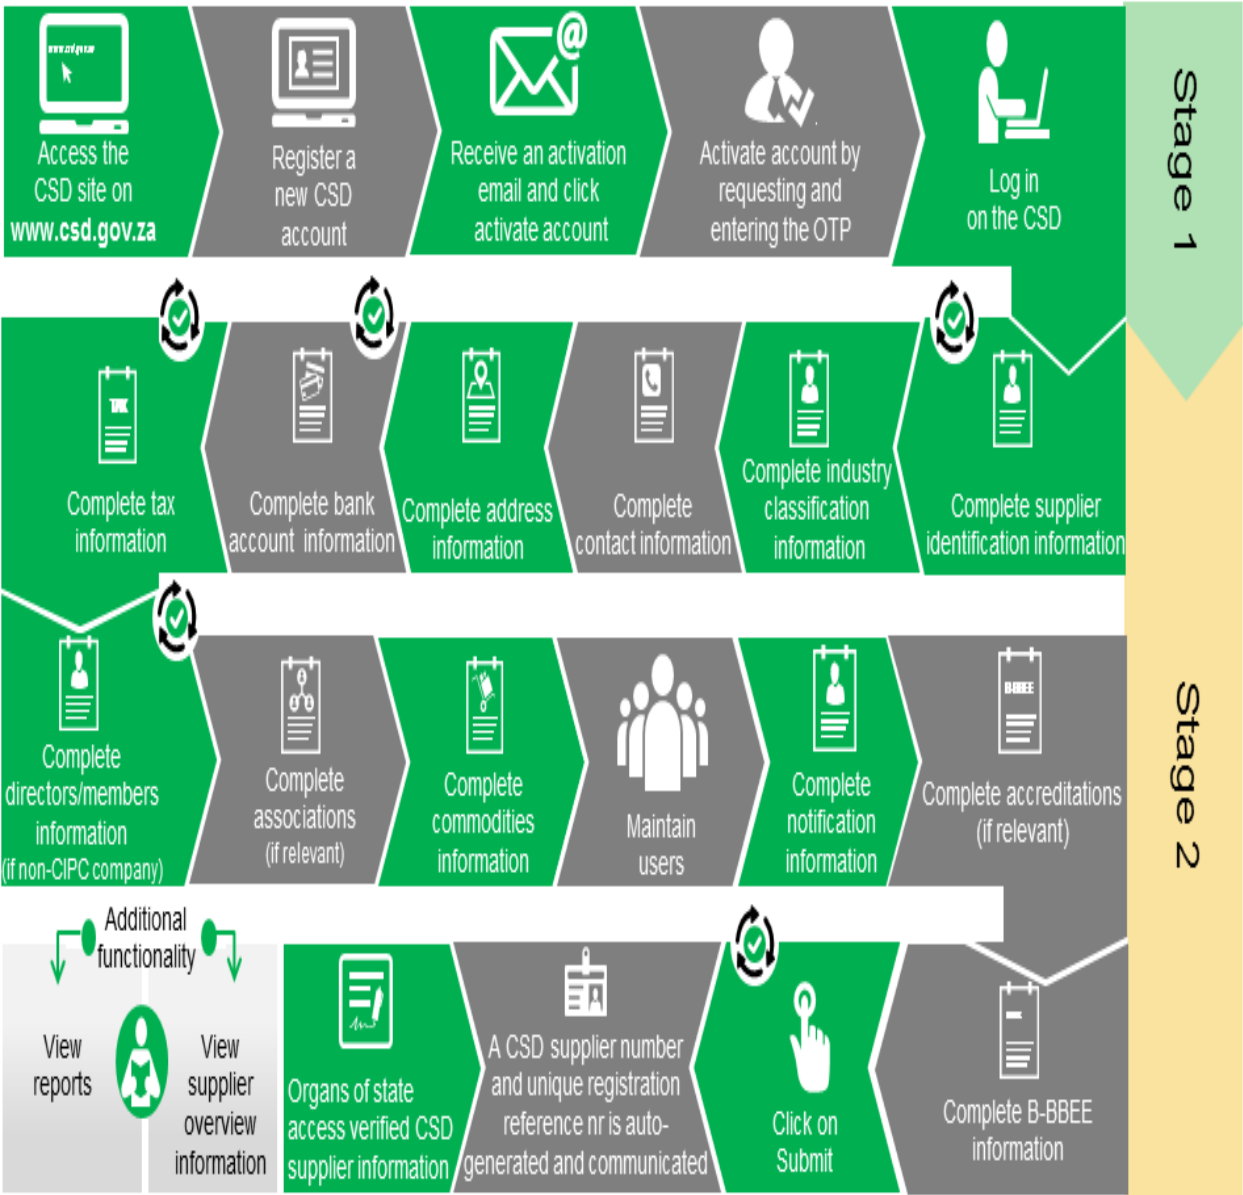 www.csd.gov.za
Access the
CSD site on
www.csd.gov.za
Register a
new CSD
account
@
Receive an activation
email and click
activate account
Activate account by
requesting and
entering the OTP
Log in
on the CSD
Stage 1
Complete supplier
identification information
Complete industry
classification
information
Complete
contact information
Complete address
information
Complete bank
account information
TAX
Complete tax
information
Complete
directors/members
information
(if non-CIPC company)
Complete
associations
(if relevant)
Complete
commodities
information
Maintain
users
Complete
notification
information
B-BBEE
Complete accreditations
(if relevant)
Stage 2
Complete B-BBEE
information
Click on
Submit
A CSD supplier number
and unique registration
reference nr is auto-
generated and communicated
Organs of state
access verified CSD
supplier information
Additional
functionality
View
reports
View
supplier
overview
information